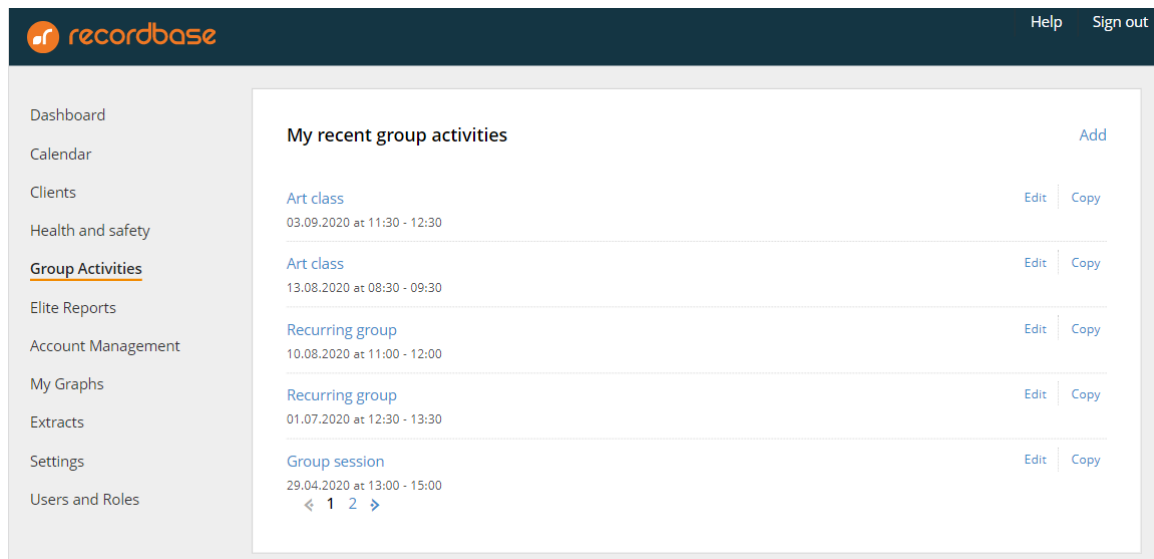 recordbase
Help Sign out
Dashboard
Calendar
Clients
Health and safety
Group Activities
Elite Reports
Account Management
My Graphs
Extracts
Settings
Users and Roles
My recent group activities Add
Art class Edit Copy
03.09.2020 at 11:30 - 12:30
Art class Edit Copy
13.08.2020 at 08:30 - 09:30
Recurring group Edit Copy
10.08.2020 at 11:00 - 12:00
Recurring group Edit Copy
01.07.2020 at 12:30 - 13:30
Group session Edit Copy
29.04.2020 at 13:00 - 15:00
« 1 2 »